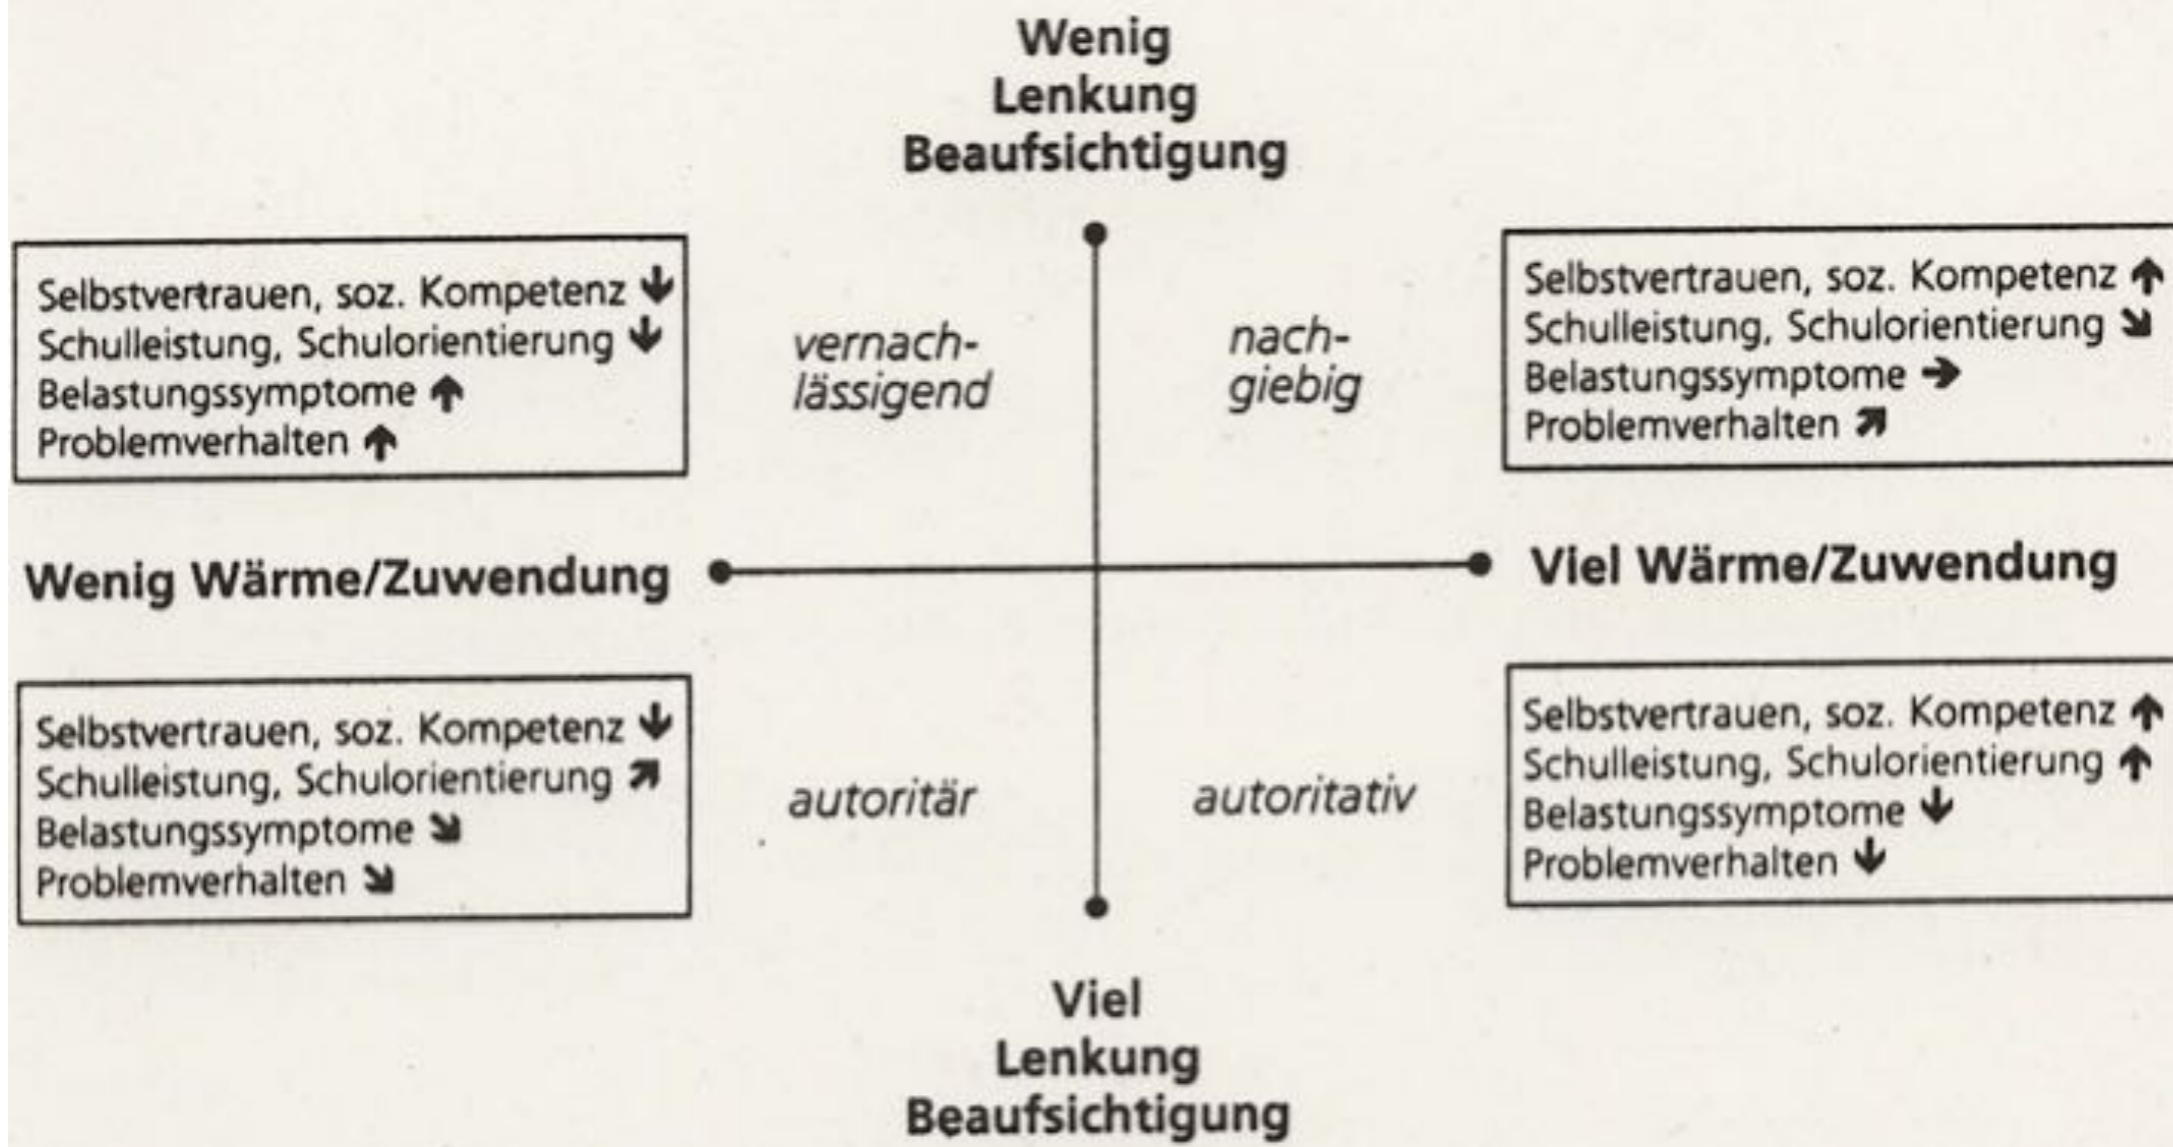 Wenig
Lenkung
Beaufsichtigung
Selbstvertrauen, soz. Kompetenz ↓
Schulleistung, Schulorientierung ↓
Belastungssymptome ↑
Problemverhalten ↑
vernach-
lässigend
nach-
giebig
Selbstvertrauen, soz. Kompetenz ↑
Schulleistung, Schulorientierung ↘
Belastungssymptome →
Problemverhalten ↗
Wenig Wärme/Zuwendung
Viel Wärme/Zuwendung
Selbstvertrauen, soz. Kompetenz ↓
Schulleistung, Schulorientierung ↗
Belastungssymptome ↘
Problemverhalten ↘
autoritär
autoritativ
Selbstvertrauen, soz. Kompetenz ↑
Schulleistung, Schulorientierung ↑
Belastungssymptome ↓
Problemverhalten ↓
Viel
Lenkung
Beaufsichtigung